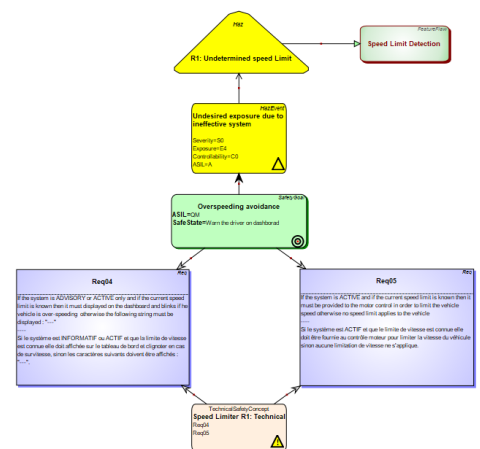 Haz
R1: Undetermined speed Limit
FeatureFlaw
Speed Limit Detection
HazEvent
Undesired exposure due to
ineffective system
Severity=S0
Exposure=E4
Controllability=C0
ASIL=A
Safety Goal
Overspeeding avoidance
ASIL=QM
SafeState=Warn the driver on dashborad
Req
Req04
If the system is ADVISORY or ACTIVE only and if the current speed
limit is known then it must displayed on the dashboard and blinks if he
vehicle is over-speeding, otherwise the following string must be
displayed : "---"
-----
Si le système est INFORMATIF ou ACTIF et que la limite de vitesse
est connue elle doit affichée sur le tableau de bord et clignoter en cas
de survitesse, sinon les caractères suivants doivent être affichés :
"---".
Req
Req05
If the system is ACTIVE and if the current speed limit is known then it
must be provided to the motor control in order to limit the vehicle
speed otherwise no speed limit applies to the vehicle
-----
Si le système est ACTIF et que la limite de vitesse est connue elle
doit être fournie au contrôle moteur pour limiter la vitesse du véhicule
sinon aucune limitation de vitesse ne s'applique.
TechnicalSafetyConcept
Speed Limiter R1: Technical
Req04
Req05